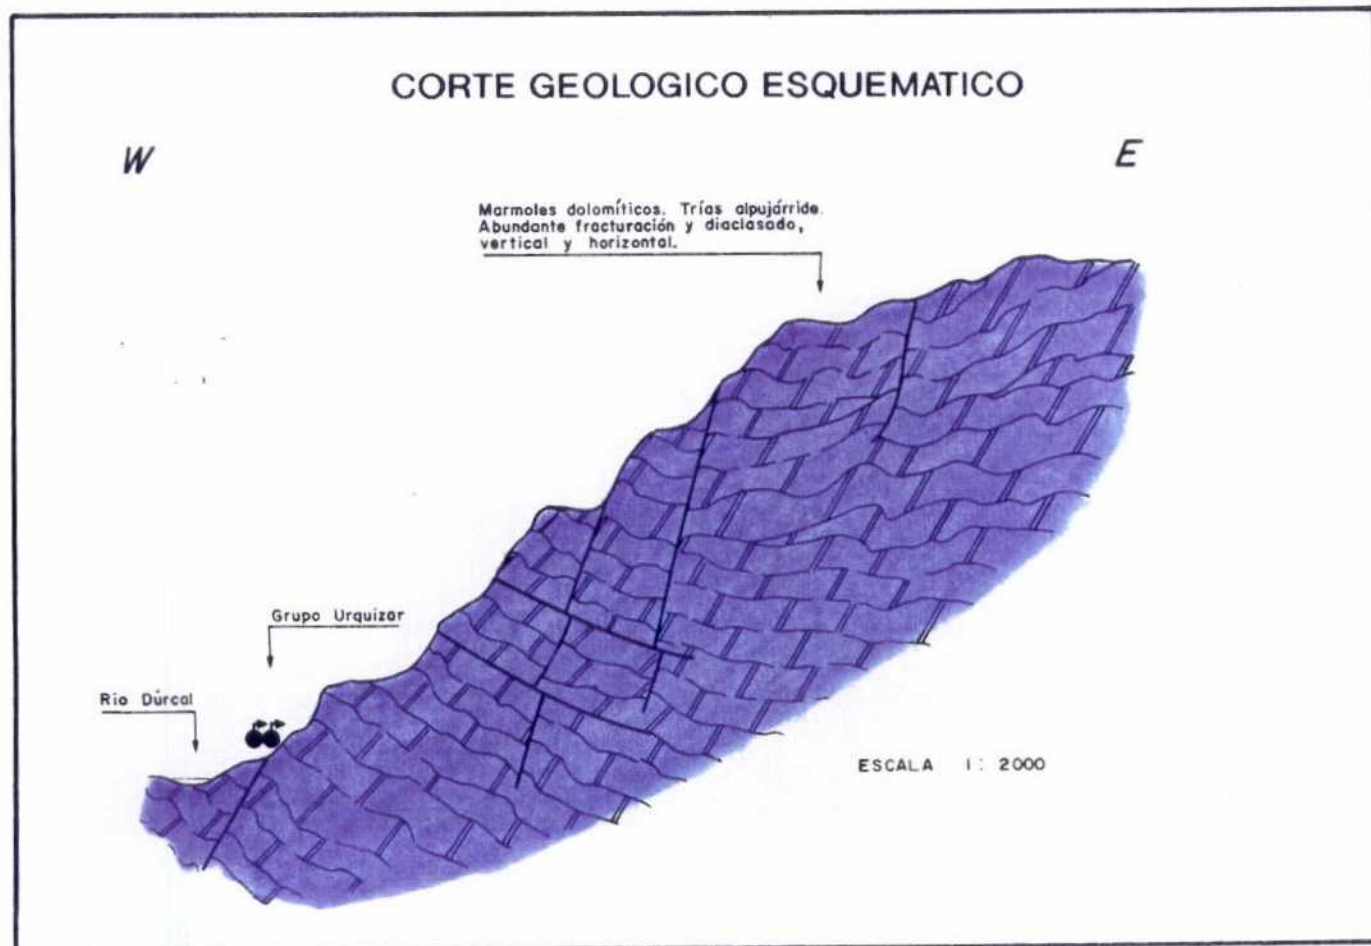 CORTE GEOLOGICO ESQUEMATICO
W
E
Marmoles dolomíticos. Trías alpujárride.
Abundante fracturación y diaclasado,
vertical y horizontal.
Grupo Urquizar
Rio Dúrcal
ESCALA 1: 2000